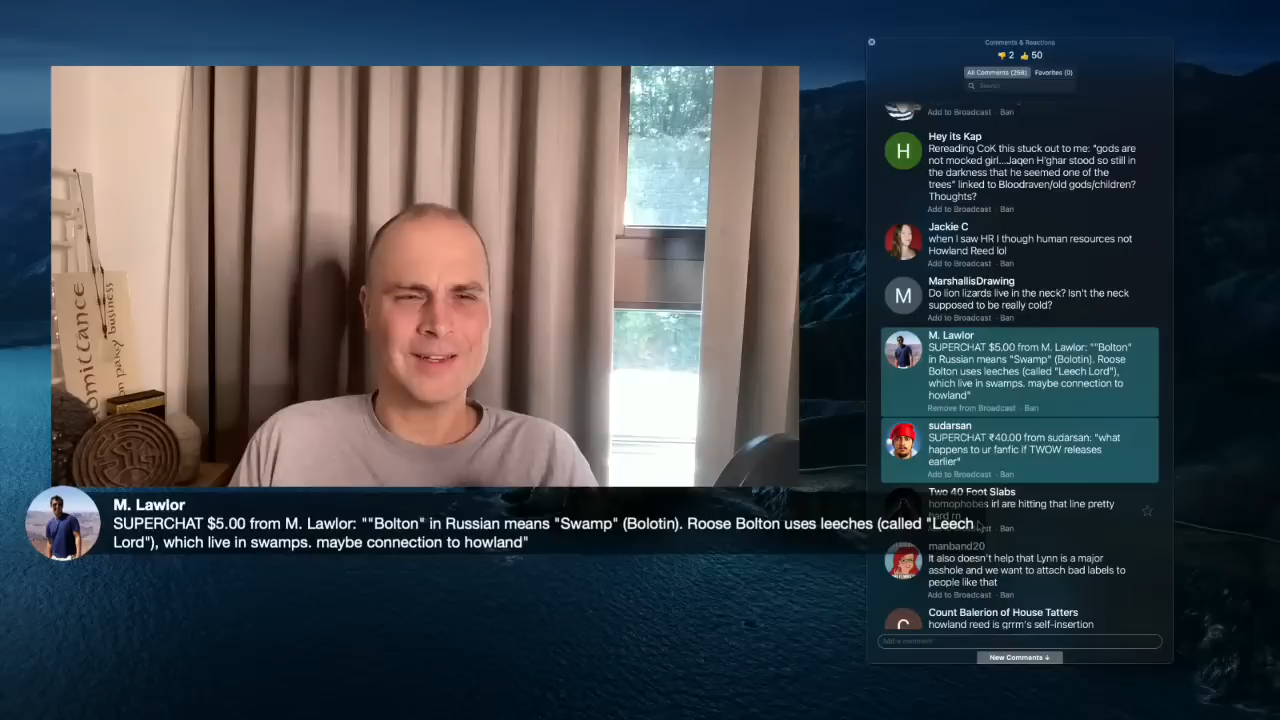 omittance
on pakj business
M. Lawlor
SUPERCHAT $5.00 from M. Lawlor: ""Bolton" in Russian means "Swamp" (Bolotin). Roose Bolton uses leeches (called "Leech
Lord"), which live in swamps. maybe connection to howland"
Comments & Reactions
👎 2 👍 50
All Comments (258) Favorites (0)
Search
Add to Broadcast · Ban
H
Hey its Kap
Rereading CoK this stuck out to me: "gods are
not mocked girl...Jaqen H'ghar stood so still in
the darkness that he seemed one of the
trees" linked to Bloodraven/old gods/children?
Thoughts?
Add to Broadcast · Ban
Jackie C
when I saw HR I though human resources not
Howland Reed lol
Add to Broadcast · Ban
M
MarshallisDrawing
Do lion lizards live in the neck? Isn't the neck
supposed to be really cold?
Add to Broadcast · Ban
M. Lawlor
SUPERCHAT $5.00 from M. Lawlor: ""Bolton"
in Russian means "Swamp" (Bolotin). Roose
Bolton uses leeches (called "Leech Lord"),
which live in swamps. maybe connection to
howland"
Remove from Broadcast · Ban
sudarsan
SUPERCHAT ₹40.00 from sudarsan: "what
happens to ur fanfic if TWOW releases
earlier"
Add to Broadcast · Ban
Two 40 Foot Slabs
homophobes irl are hitting that line pretty
hard rn
Ban
manband20
It also doesn't help that Lynn is a major
asshole and we want to attach bad labels to
people like that
Add to Broadcast · Ban
C
Count Balerion of House Tatters
howland reed is grrm's self-insertion
Add a comment
New Comments ↓